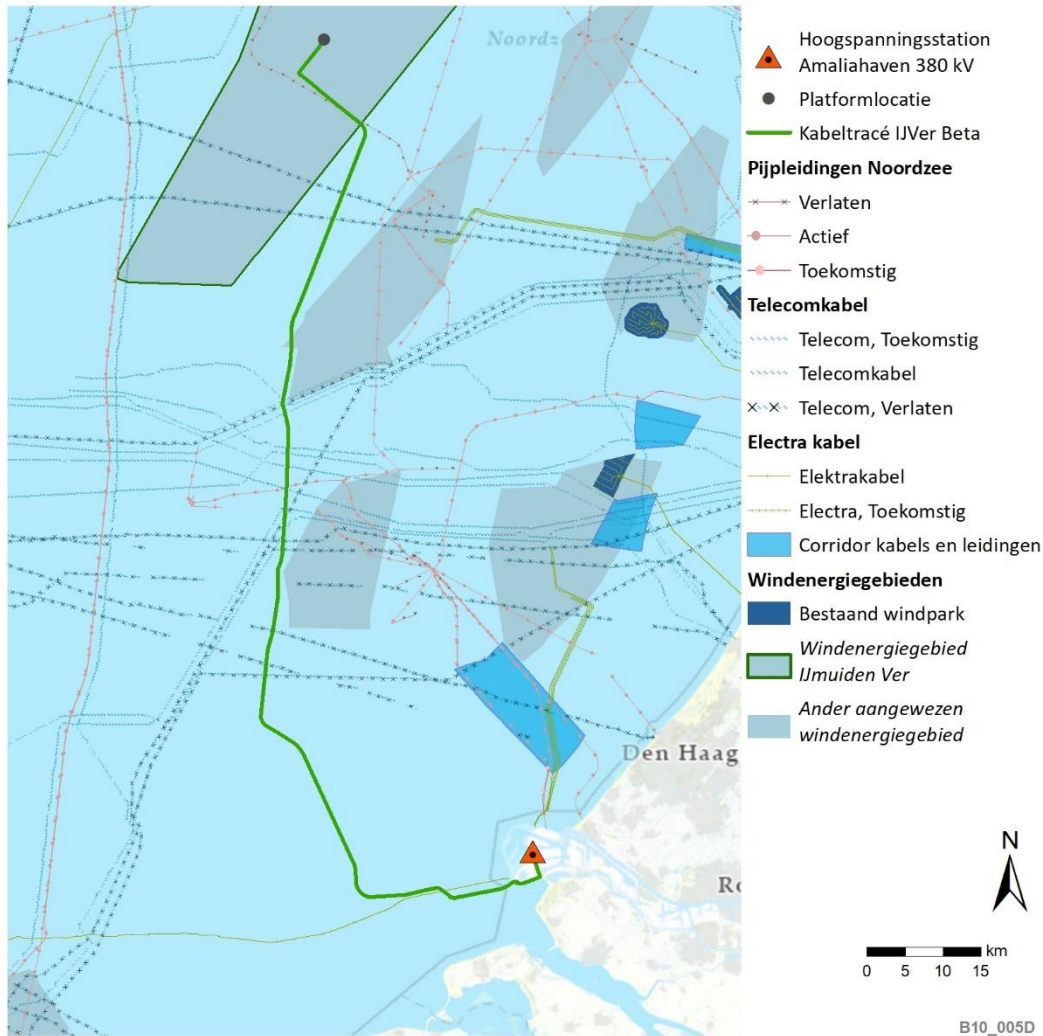 Noordz
Den Haag
Ro
Hoogspanningsstation
Amaliahaven 380 kV
Platformlocatie
Kabeltracé IJVer Beta
Pijpleidingen Noordzee
Verlaten
Actief
Toekomstig
Telecomkabel
Telecom, Toekomstig
Telecomkabel
Telecom, Verlaten
Electra kabel
Elektrakabel
Electra, Toekomstig
Corridor kabels en leidingen
Windenergiegebieden
Bestaand windpark
Windenergiegebied
IJmuiden Ver
Ander aangewezen
windenergiegebied
N
km
0 5 10 15
B10_005D